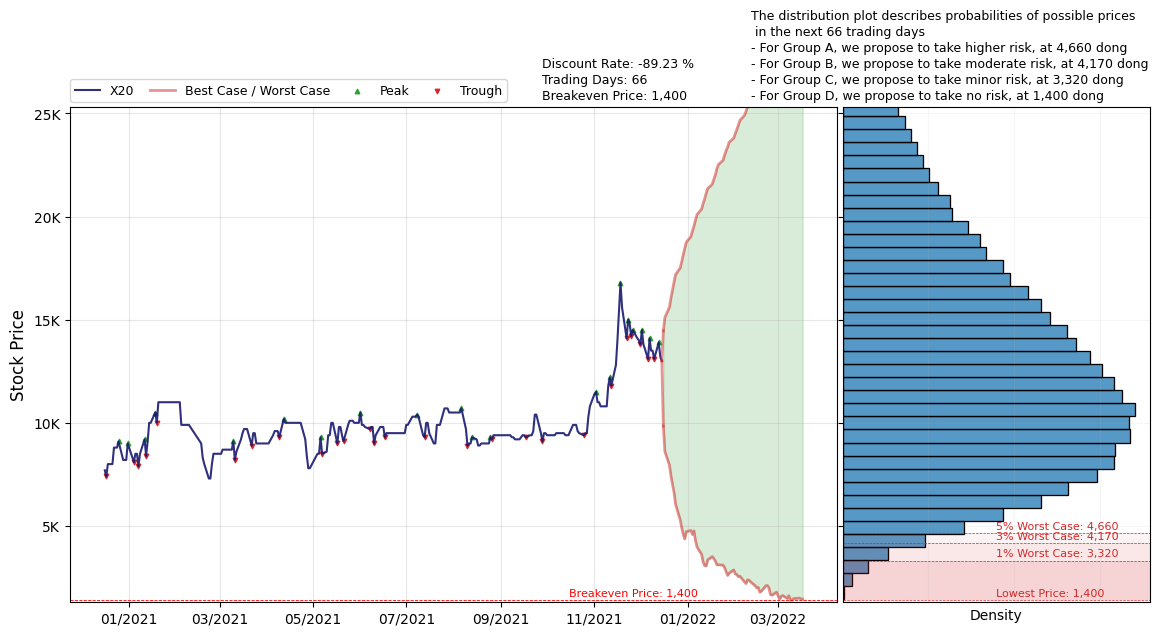 The distribution plot describes probabilities of possible prices
in the next 66 trading days
- For Group A, we propose to take higher risk, at 4,660 dong
- For Group B, we propose to take moderate risk, at 4,170 dong
- For Group C, we propose to take minor risk, at 3,320 dong
- For Group D, we propose to take no risk, at 1,400 dong
Discount Rate: -89.23 %
Trading Days: 66
Breakeven Price: 1,400
X20
Best Case / Worst Case
Peak
Trough
Stock Price
25K
20K
15K
10K
5K
Breakeven Price: 1,400
01/2021
03/2021
05/2021
07/2021
09/2021
11/2021
01/2022
03/2022
5% Worst Case: 4,660
3% Worst Case: 4,170
1% Worst Case: 3,320
Lowest Price: 1,400
Density